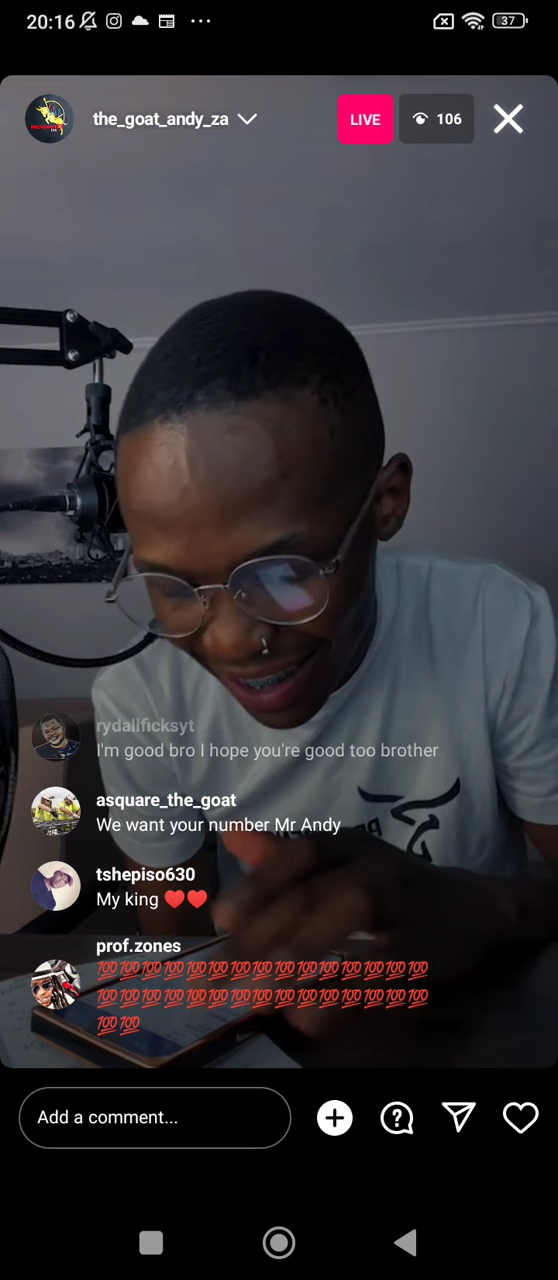 20:16
37
the_goat_andy_za
LIVE
106
rydalificksyt
I'm good bro I hope you're good too brother
asquare_the_goat
We want your number Mr Andy
tshepiso630
My king ♥️♥️
prof.zones
💯💯💯💯💯💯💯💯💯💯💯💯💯💯💯
💯💯💯💯💯💯💯💯💯💯💯💯💯💯💯
💯💯
Add a comment...